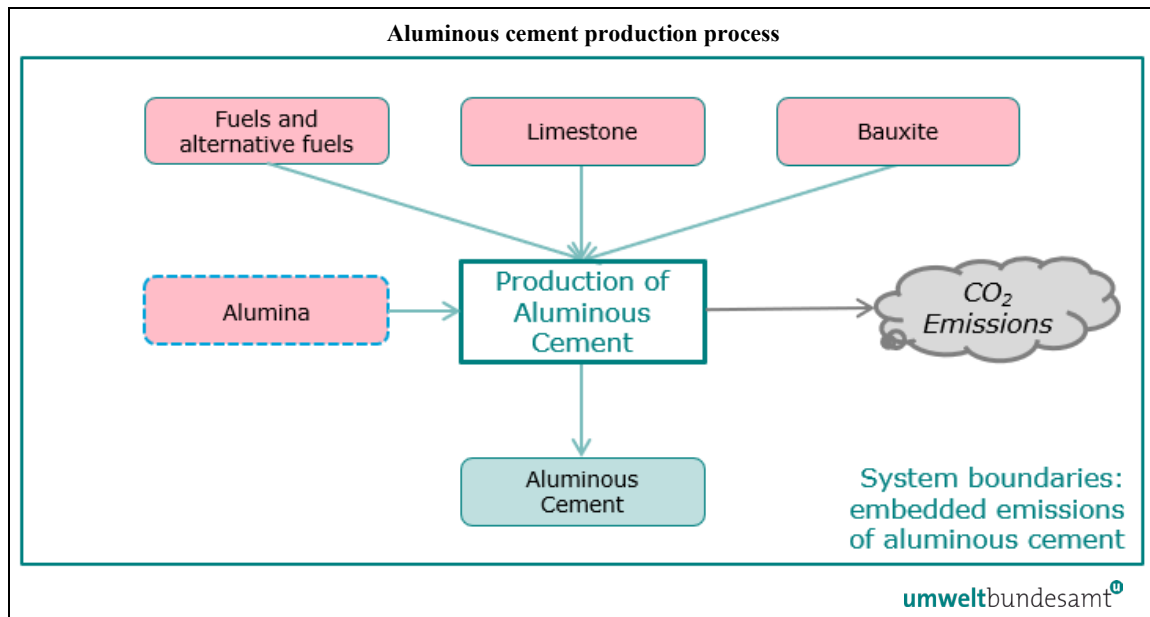 Aluminous cement production process
Fuels and
alternative fuels
Limestone
Bauxite
Alumina
Production of
Aluminous
Cement
CO₂
Emissions
Aluminous
Cement
System boundaries:
embedded emissions
of aluminous cement
umweltbundesamt u